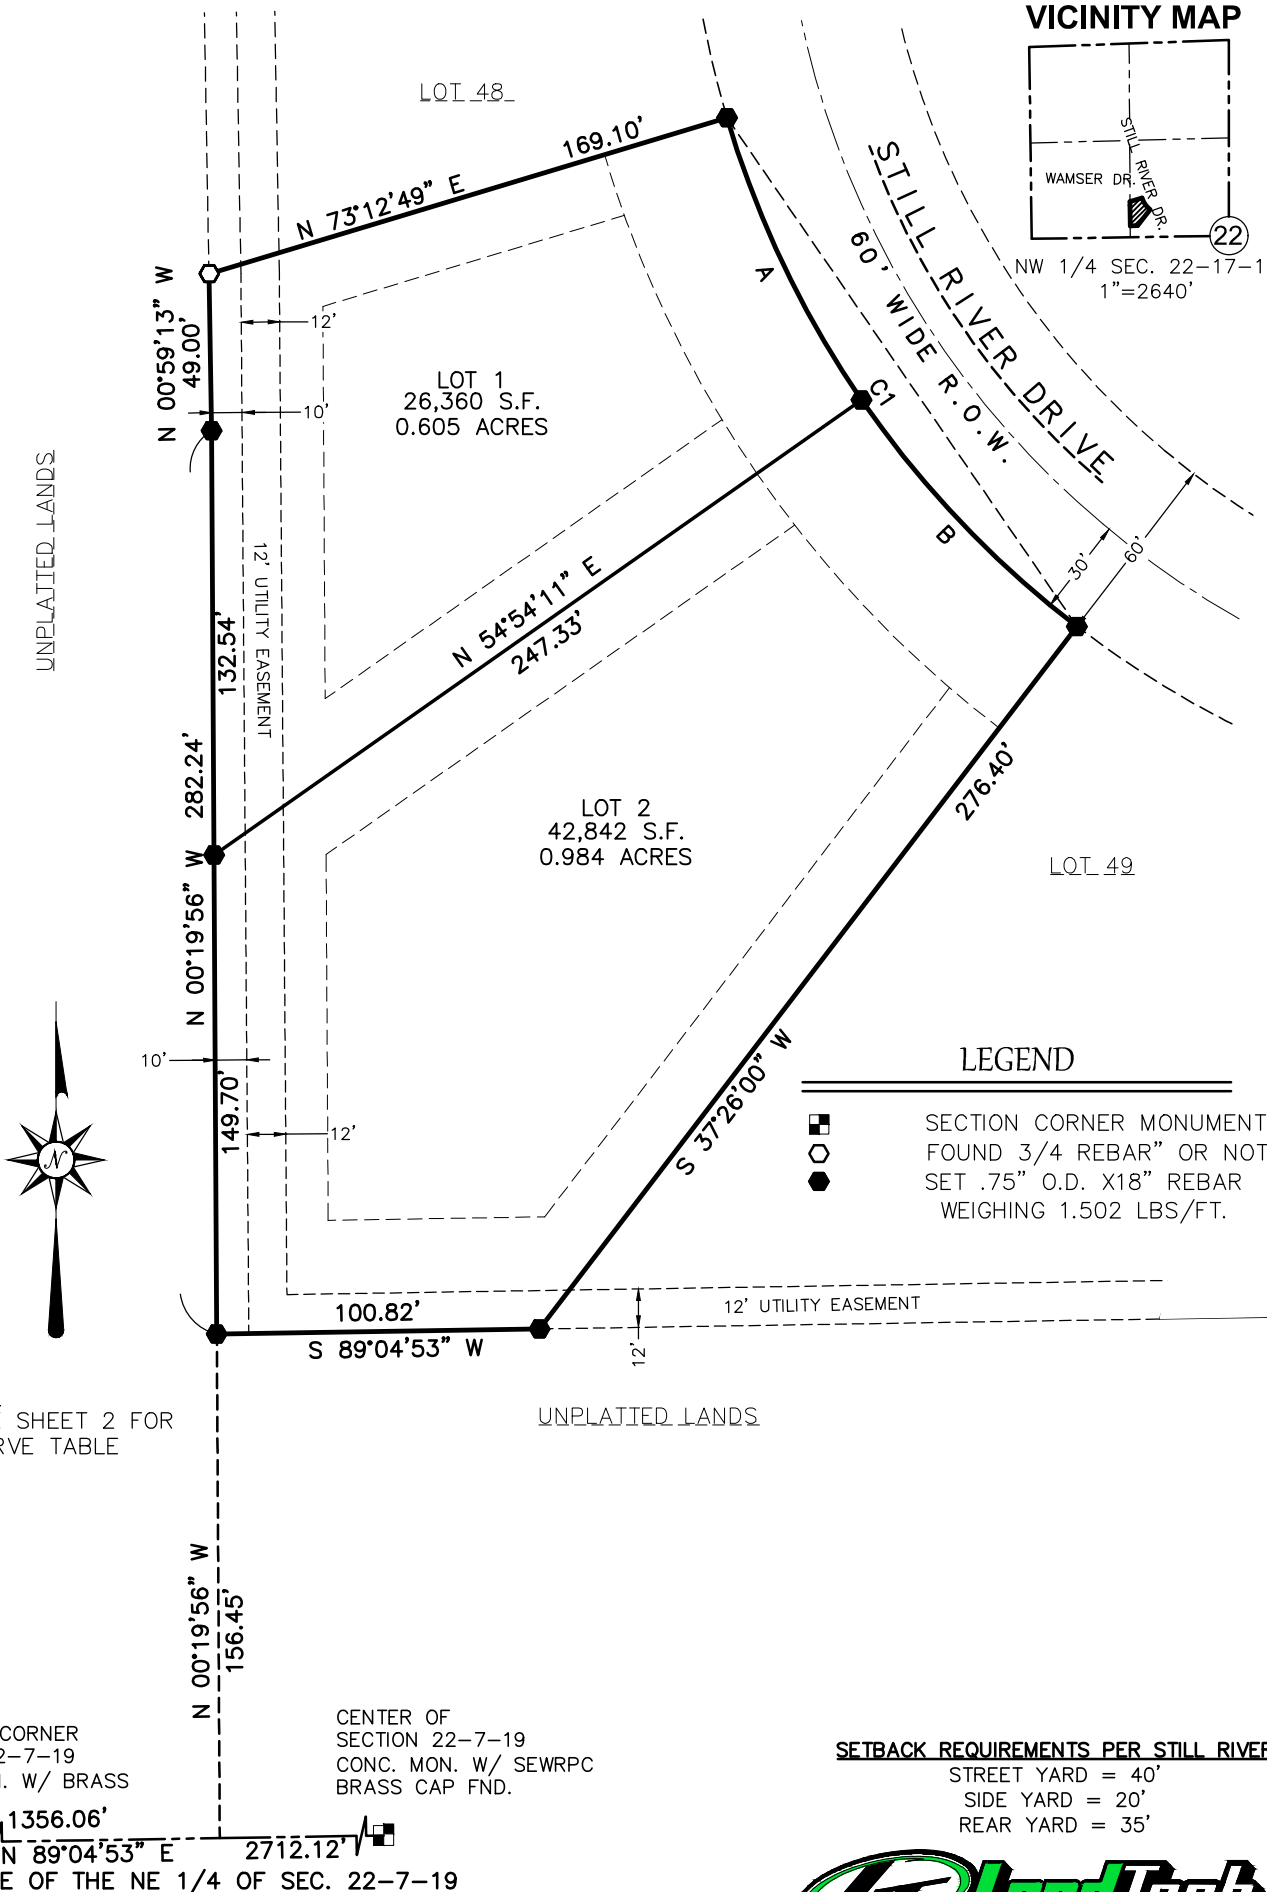 VICINITY MAP
STILL RIVER DR.
WAMSER DR.
22
NW 1/4 SEC. 22-17-1
1"=2640'
LOT 48
169.10'
N 73°12'49" E
N 00°59'13" W
49.00'
12'
10'
LOT 1
26,360 S.F.
0.605 ACRES
A
C1
B
STILL RIVER DRIVE
60' WIDE R.O.W.
30'
60'
UNPLATTED LANDS
12' UTILITY EASEMENT
132.54'
282.24'
N 54°54'11" E
247.33'
N 00°19'56" W
149.70'
10'
12'
LOT 2
42,842 S.F.
0.984 ACRES
276.40'
S 37°26'00" W
LOT 49
N
LEGEND
SECTION CORNER MONUMENT
FOUND 3/4 REBAR" OR NOT
SET .75" O.D. X18" REBAR
WEIGHING 1.502 LBS/FT.
100.82'
S 89°04'53" W
12' UTILITY EASEMENT
12'
SHEET 2 FOR
RVE TABLE
UNPLATTED LANDS
N 00°19'56" W
156.45'
CORNER
2-7-19
W/ BRASS
CENTER OF
SECTION 22-7-19
CONC. MON. W/ SEWRPC
BRASS CAP FND.
1356.06'
N 89°04'53" E
2712.12'
E OF THE NE 1/4 OF SEC. 22-7-19
SETBACK REQUIREMENTS PER STILL RIVER
STREET YARD = 40'
SIDE YARD = 20'
REAR YARD = 35'